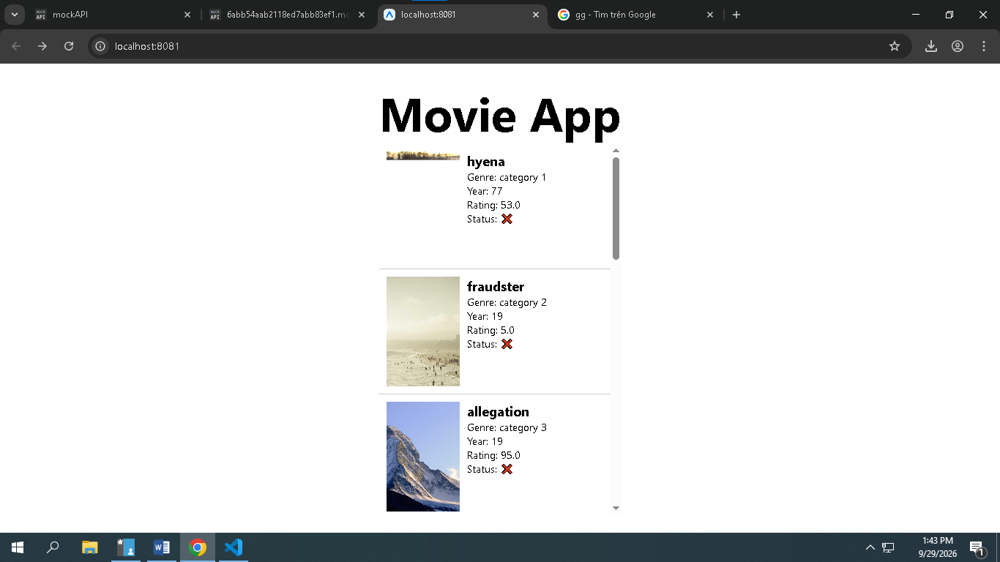 mockAPI
6abb54aab2118ed7abb83ef1.mc
localhost:8081
gg - Tìm trên Google
localhost:8081
Movie App
hyena
Genre: category 1
Year: 77
Rating: 53.0
Status: ❌
fraudster
Genre: category 2
Year: 19
Rating: 5.0
Status: ❌
allegation
Genre: category 3
Year: 19
Rating: 95.0
Status: ❌
1:43 PM
9/29/2026
1